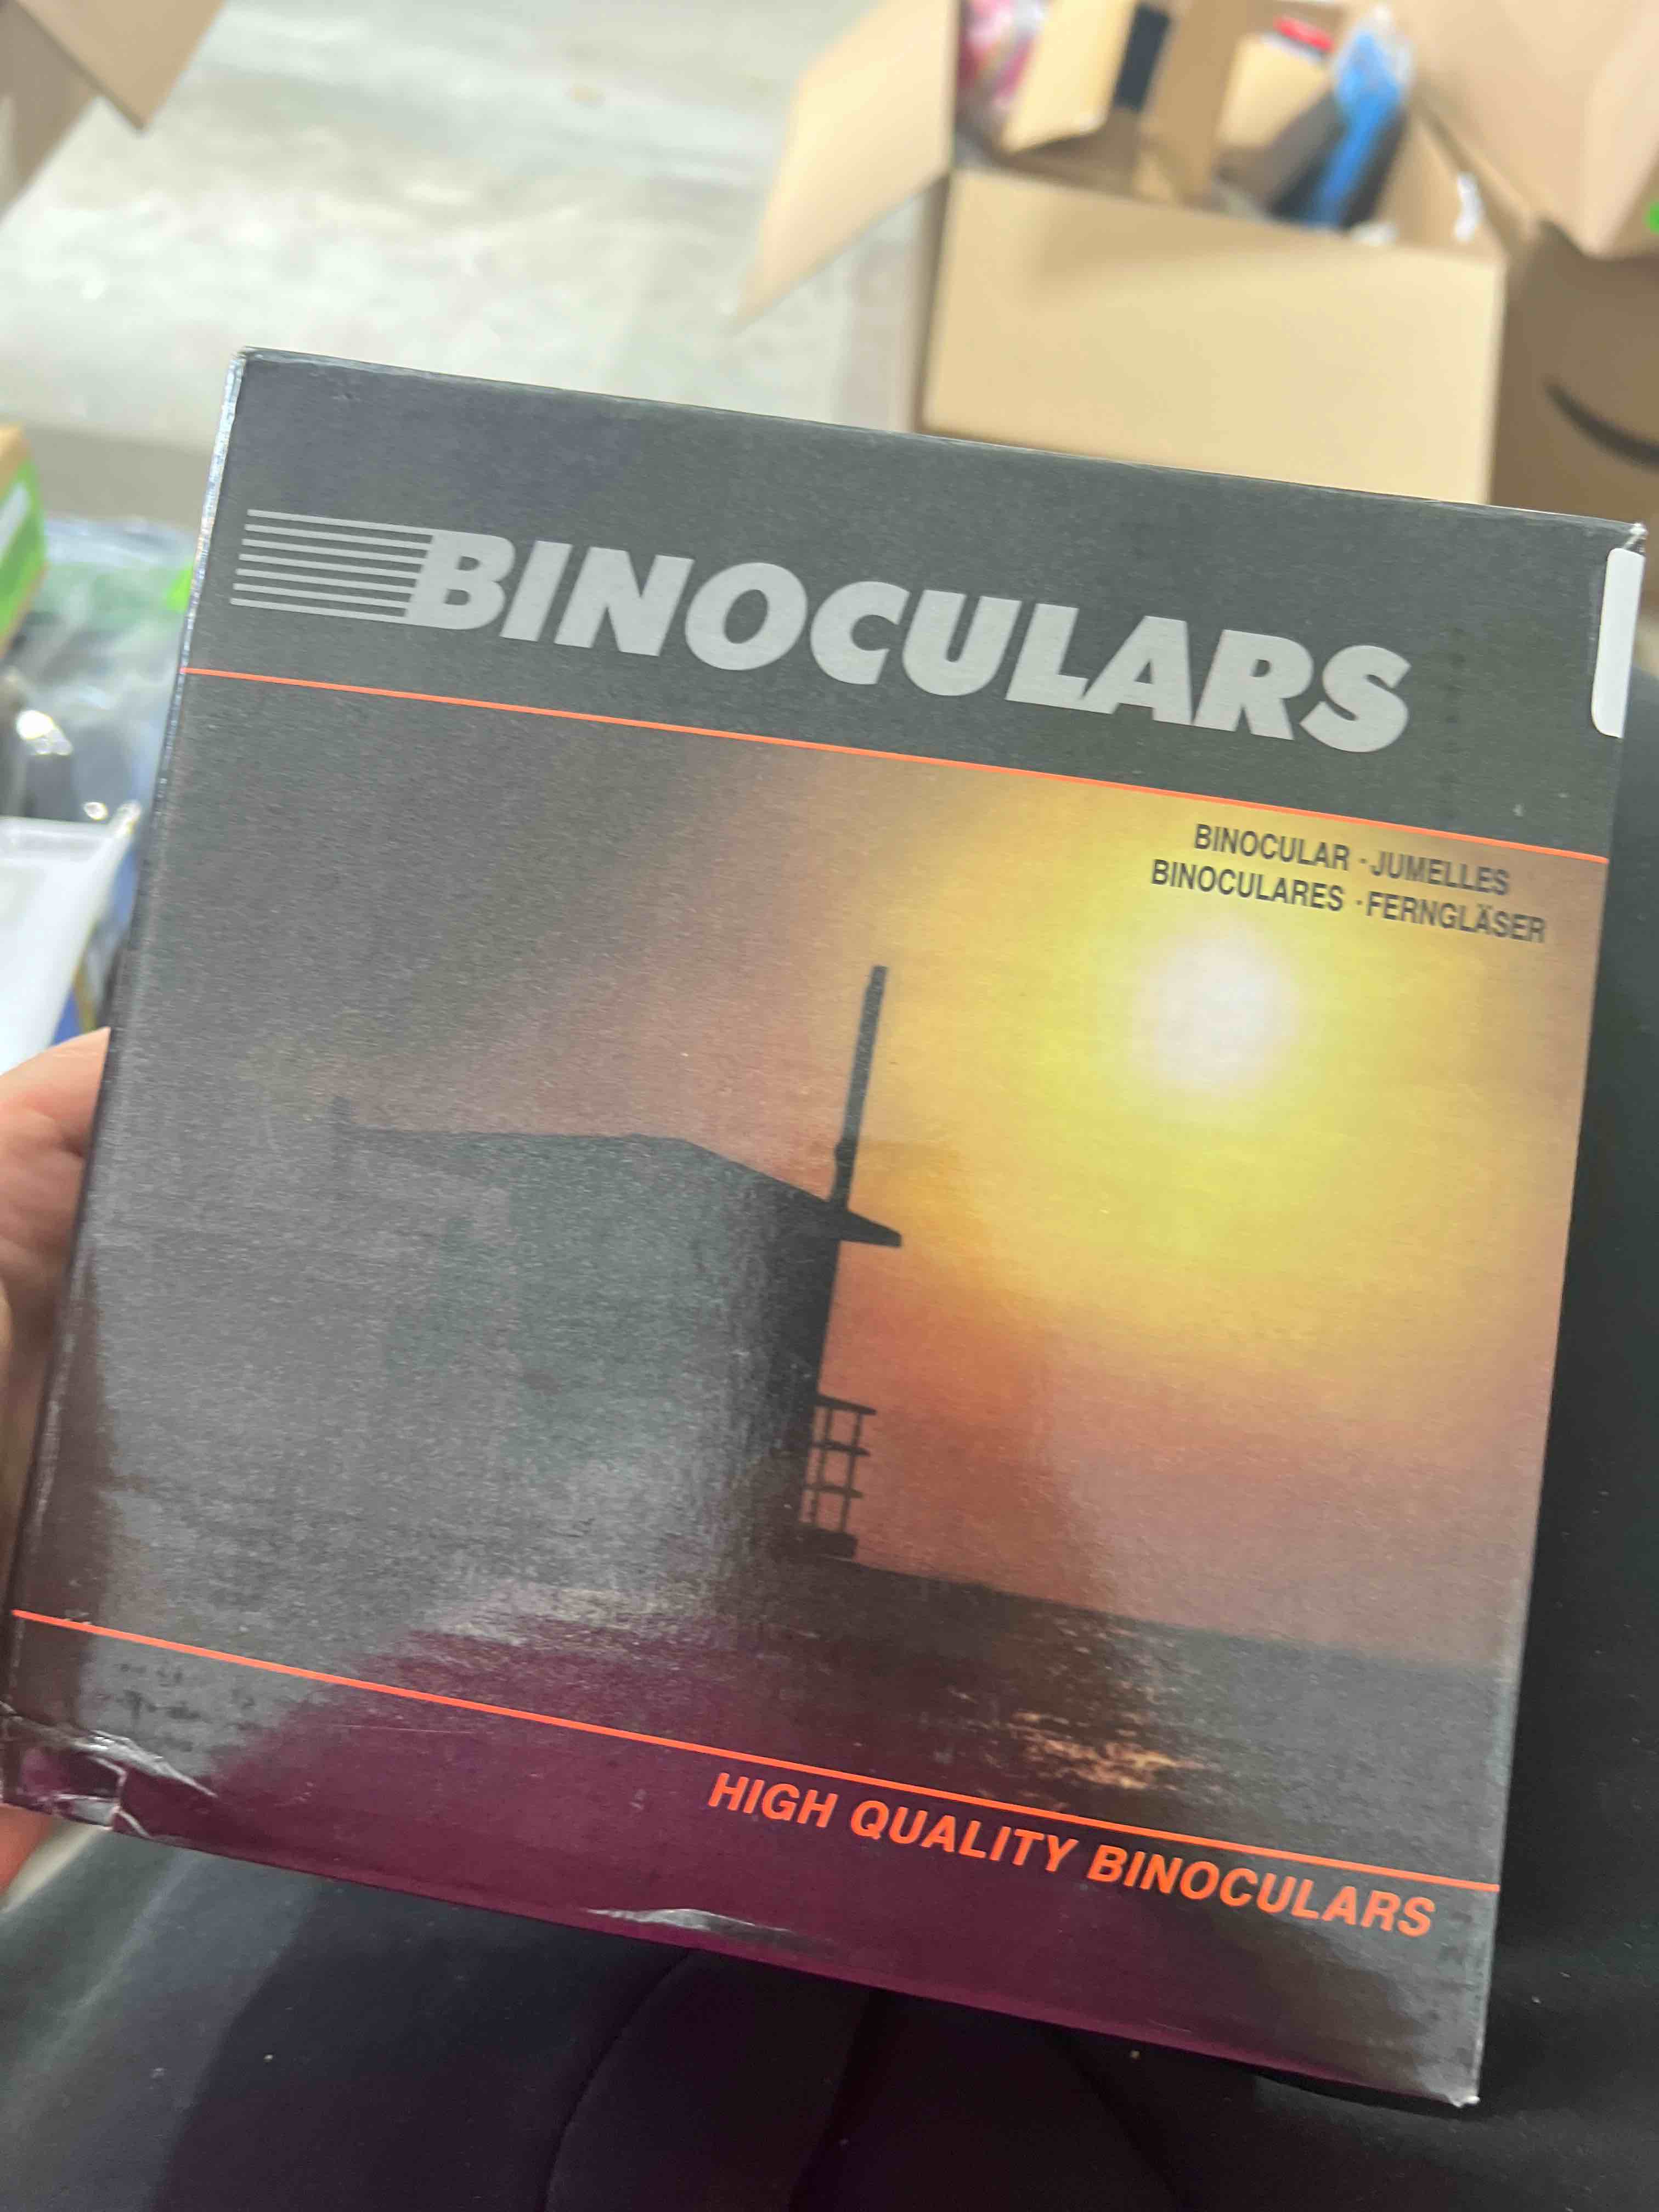 BINOCULARS
BINOCULAR · JUMELLES
BINOCULARES · FERNGLÄSER
HIGH QUALITY BINOCULARS